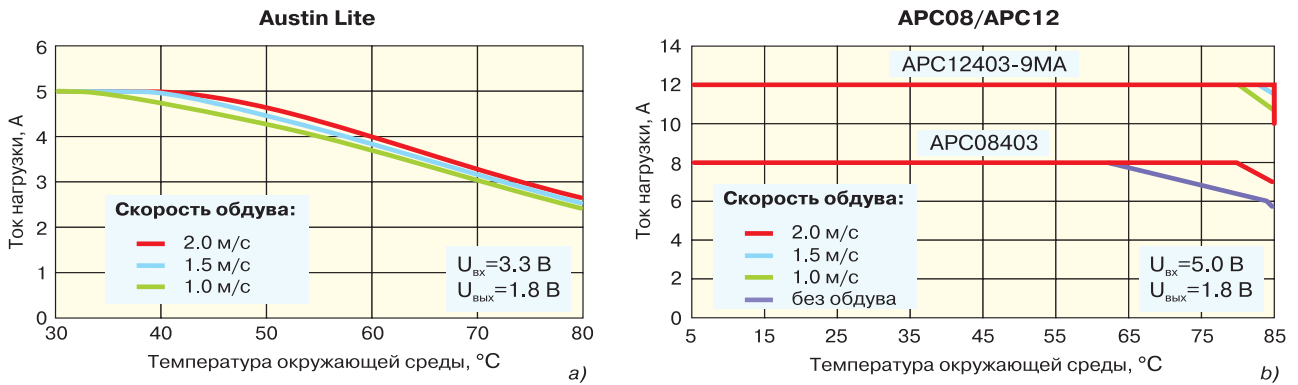 Austin Lite
6
5
4
3
2
1
0
Ток нагрузки, А
Скорость обдува:
2.0 м/с
1.5 м/с
1.0 м/с
Uвх=3.3 В
Uвых=1.8 В
30 40 50 60 70 80
Температура окружающей среды, °С
а)
APC08/APC12
14
12
10
8
6
4
2
0
Ток нагрузки, А
APC12403-9MA
APC08403
Скорость обдува:
2.0 м/с
1.5 м/с
1.0 м/с
без обдува
Uвх=5.0 В
Uвых=1.8 В
5 15 25 35 45 55 65 75 85
Температура окружающей среды, °С
b)